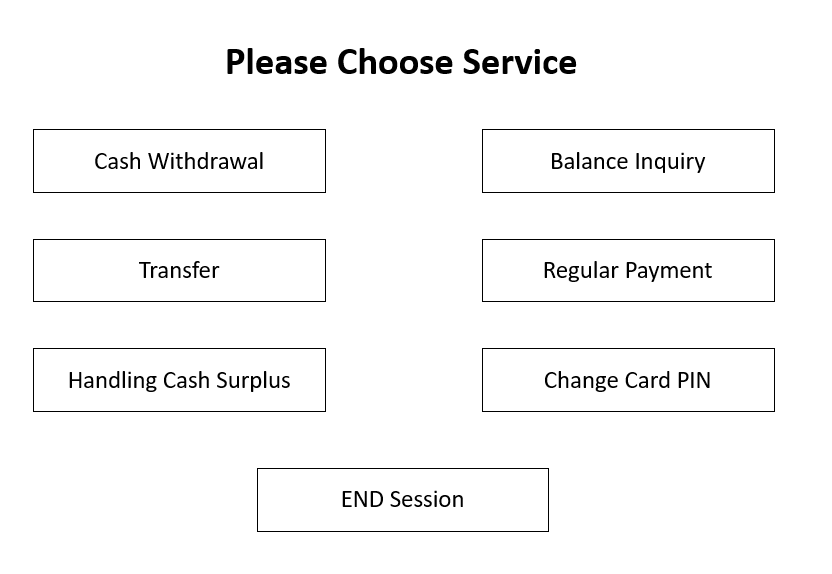 Please Choose Service
Cash Withdrawal
Balance Inquiry
Transfer
Regular Payment
Handling Cash Surplus
Change Card PIN
END Session